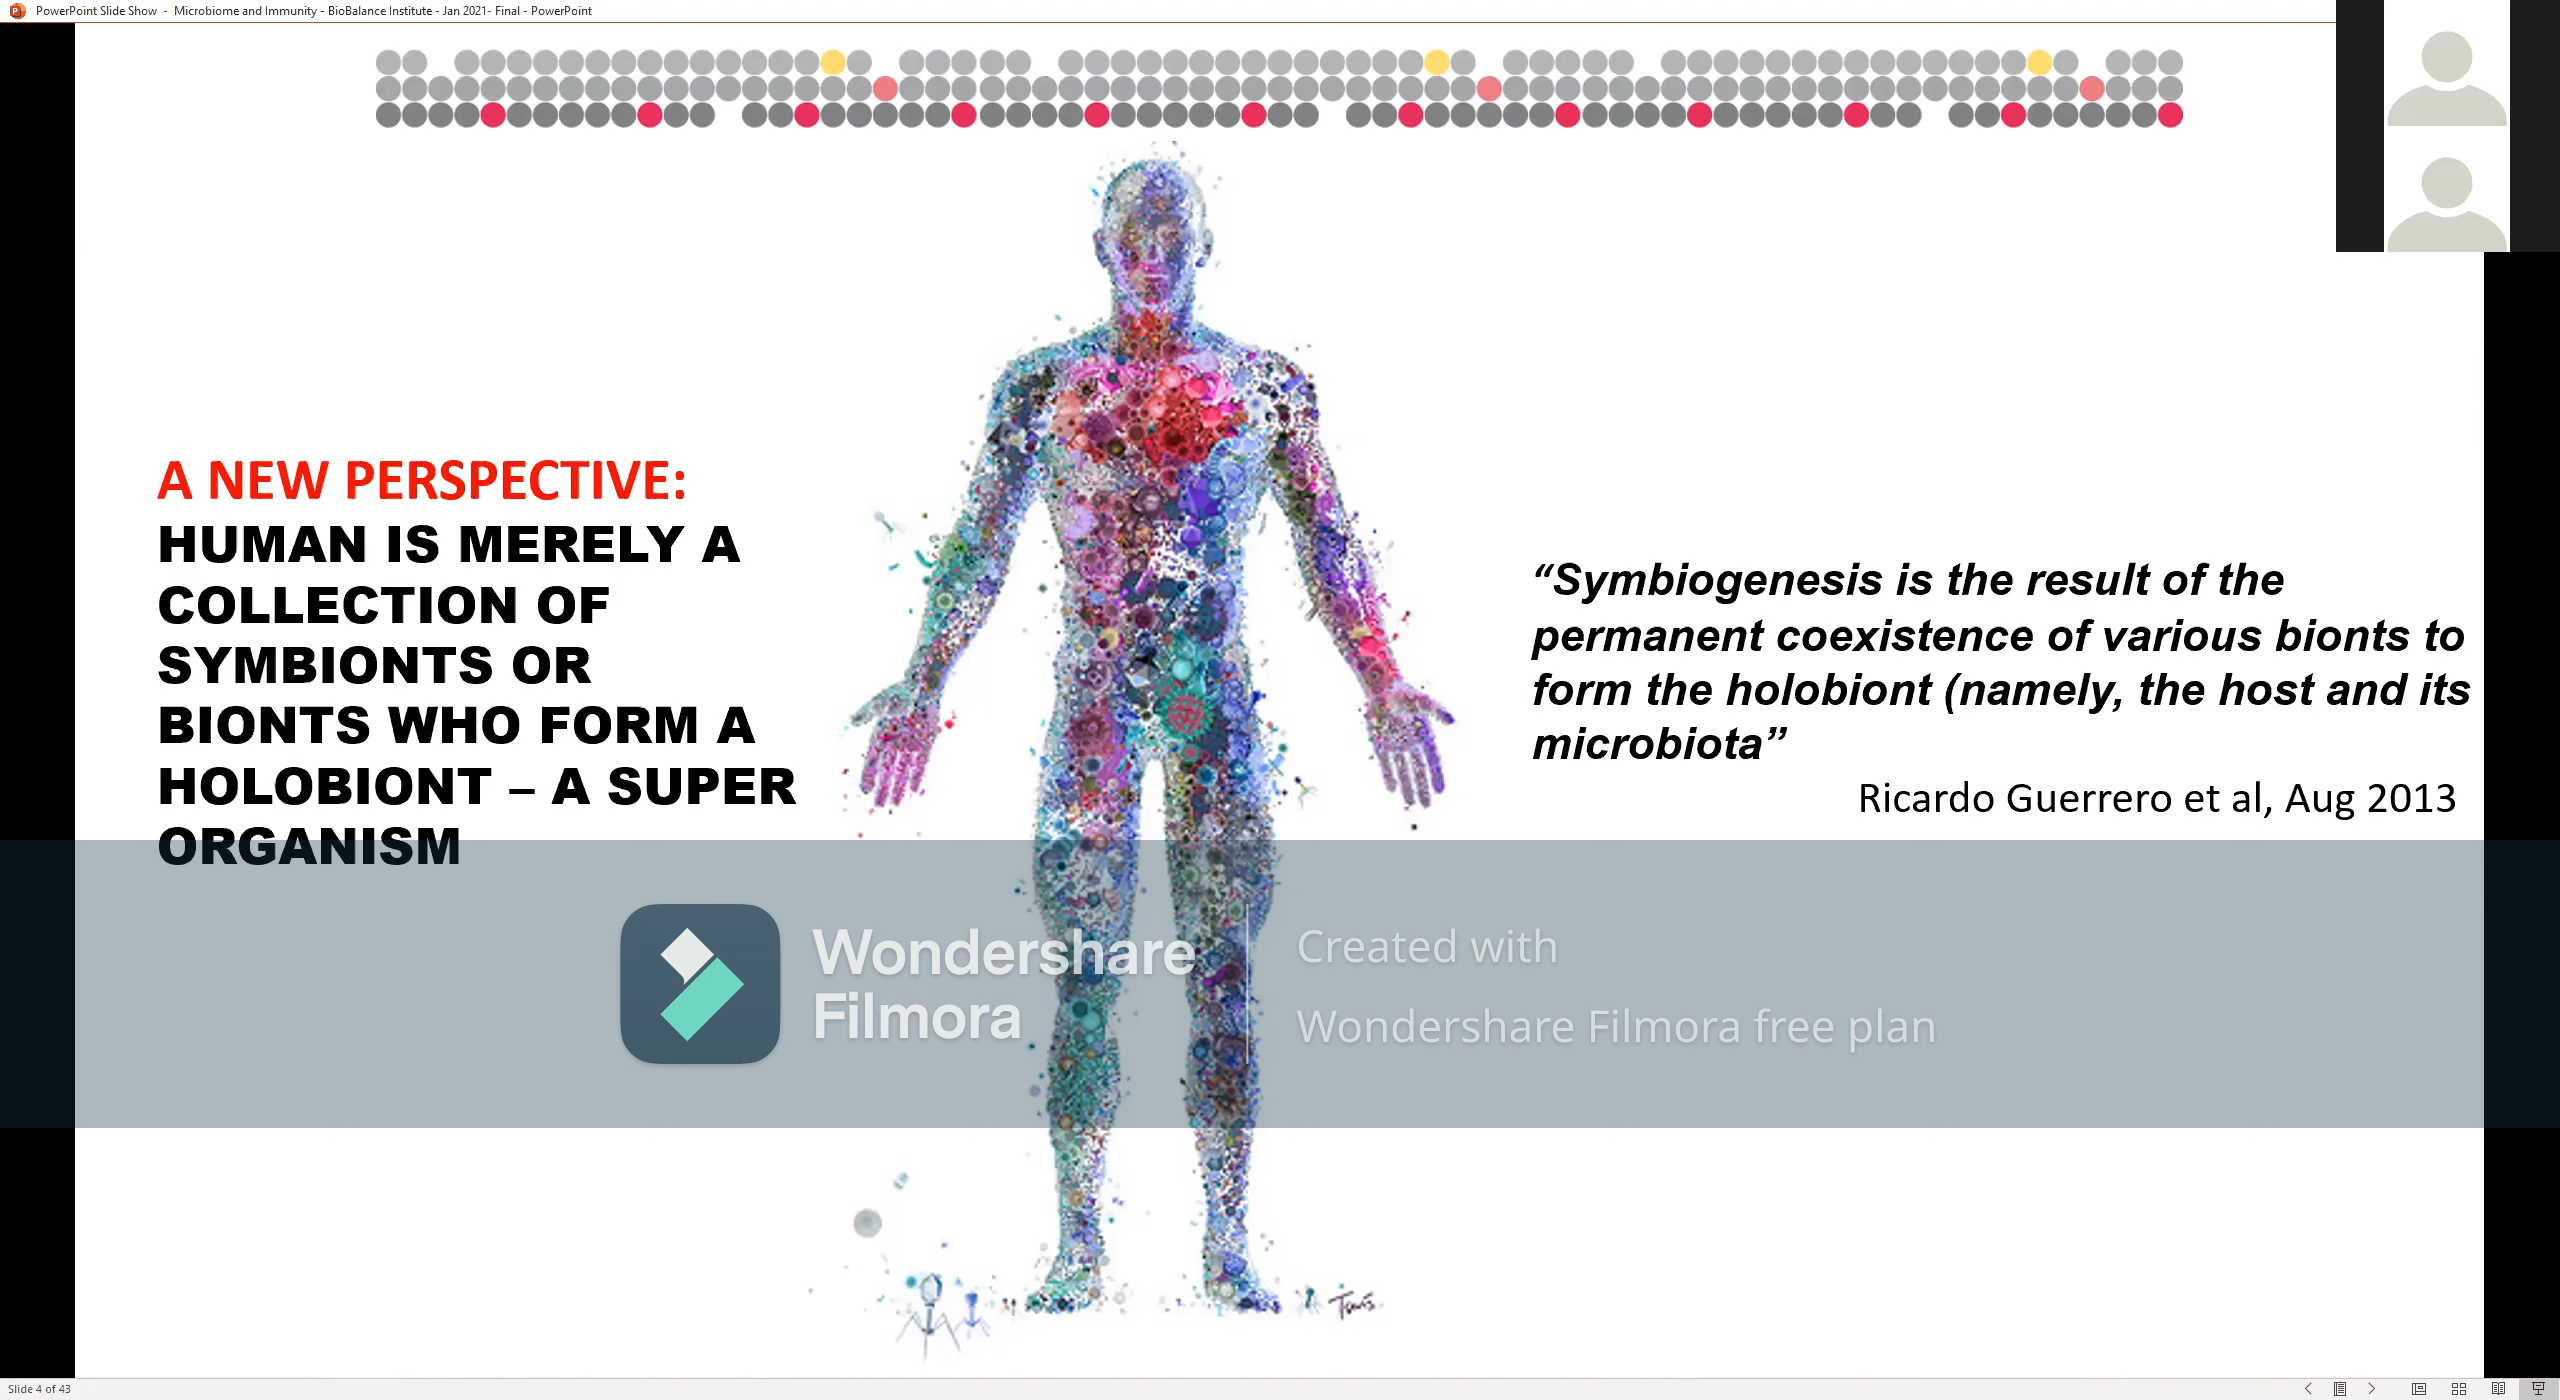 PowerPoint Slide Show - Microbiome and Immunity - BioBalance Institute - Jan 2021- Final - PowerPoint
A NEW PERSPECTIVE:
HUMAN IS MERELY A
COLLECTION OF
SYMBIONTS OR
BIONTS WHO FORM A
HOLOBIONT – A SUPER
ORGANISM
“Symbiogenesis is the result of the
permanent coexistence of various bionts to
form the holobiont (namely, the host and its
microbiota”
Ricardo Guerrero et al, Aug 2013
Wondershare
Filmora
Created with
Wondershare Filmora free plan
Slide 4 of 43